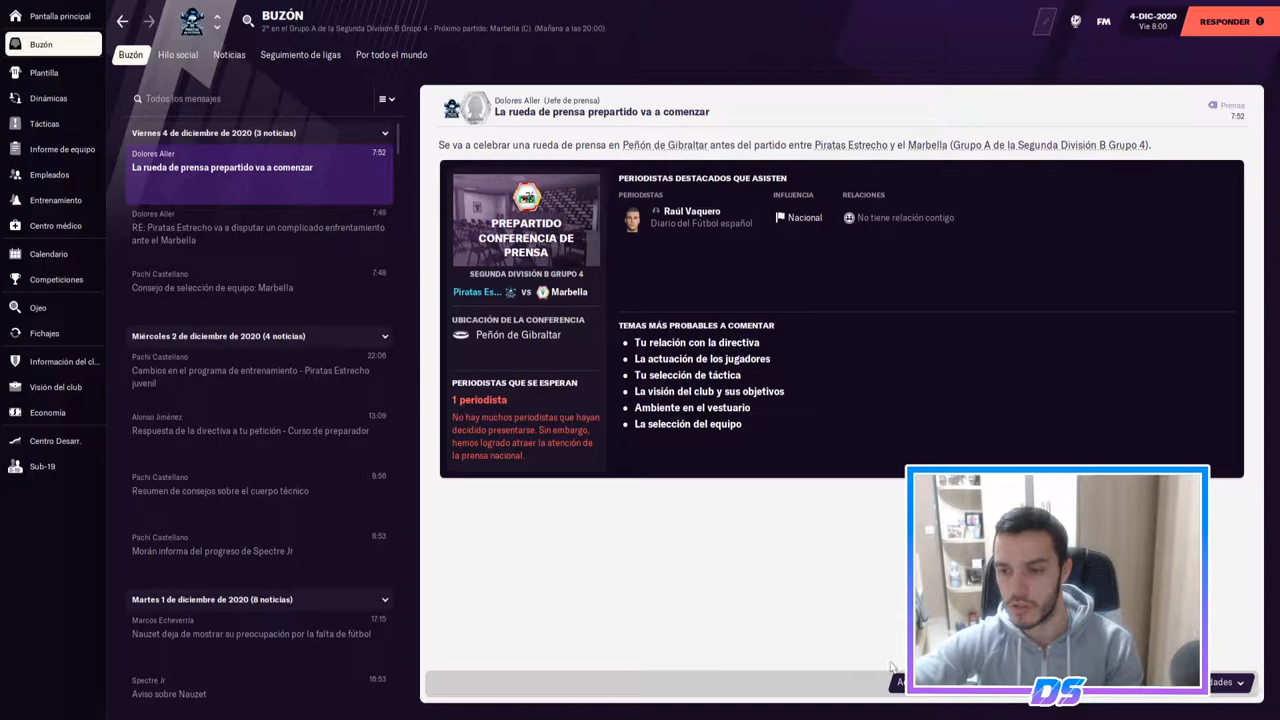 Pantalla principal
BUZÓN
2º en el Grupo A de la Segunda División B Grupo 4 - Próximo partido: Marbella (C) (Mañana a las 20:00)
FM
4-DIC-2020
Vie 8:00
RESPONDER
Buzón
Plantilla
Dinámicas
Tácticas
Informe de equipo
Empleados
Entrenamiento
Centro médico
Calendario
Competiciones
Ojeo
Fichajes
Información del cl...
Visión del club
Economía
Centro Desarr.
Sub-19
Buzón
Hilo social
Noticias
Seguimiento de ligas
Por todo el mundo
Todos los mensajes
Viernes 4 de diciembre de 2020 (3 noticias)
Dolores Aller 7:52
La rueda de prensa prepartido va a comenzar
Dolores Aller 7:49
RE: Piratas Estrecho va a disputar un complicado enfrentamiento
ante el Marbella
Pachi Castellano 7:48
Consejo de selección de equipo: Marbella
Miércoles 2 de diciembre de 2020 (4 noticias)
Pachi Castellano 22:06
Cambios en el programa de entrenamiento - Piratas Estrecho
juvenil
Alonso Jiménez 13:09
Respuesta de la directiva a tu petición - Curso de preparador
Pachi Castellano 8:56
Resumen de consejos sobre el cuerpo técnico
Pachi Castellano 8:53
Morán informa del progreso de Spectre Jr
Martes 1 de diciembre de 2020 (8 noticias)
Marcos Echeverría 17:15
Nauzet deja de mostrar su preocupación por la falta de fútbol
Spectre Jr 16:53
Aviso sobre Nauzet
Dolores Aller (Jefe de prensa)
La rueda de prensa prepartido va a comenzar
Prensa
7:52
Se va a celebrar una rueda de prensa en Peñón de Gibraltar antes del partido entre Piratas Estrecho y el Marbella (Grupo A de la Segunda División B Grupo 4).
PREPARTIDO
CONFERENCIA DE
PRENSA
SEGUNDA DIVISIÓN B GRUPO 4
Piratas Es... VS Marbella
UBICACIÓN DE LA CONFERENCIA
Peñón de Gibraltar
PERIODISTAS QUE SE ESPERAN
1 periodista
No hay muchos periodistas que hayan
decidido presentarse. Sin embargo,
hemos logrado atraer la atención de
la prensa nacional.
PERIODISTAS DESTACADOS QUE ASISTEN
PERIODISTAS INFLUENCIA RELACIONES
Raúl Vaquero
Diario del Fútbol español
Nacional
No tiene relación contigo
TEMAS MÁS PROBABLES A COMENTAR
Tu relación con la directiva
La actuación de los jugadores
Tu selección de táctica
La visión del club y sus objetivos
Ambiente en el vestuario
La selección del equipo
DS